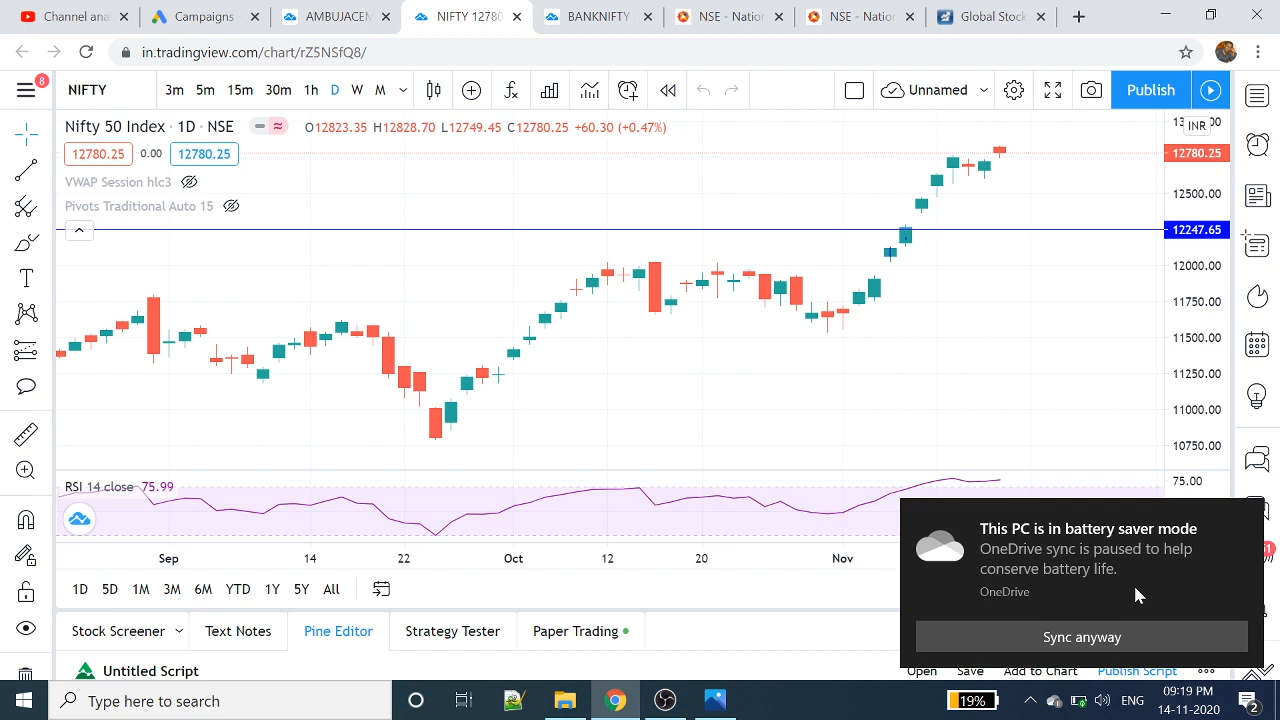 Channel ana
Campaigns
AMBUJACEM
NIFTY 12780
BANKNIFTY
NSE - Nation
NSE - Nation
Global Stock
in.tradingview.com/chart/rZ5NSfQ8/
8
NIFTY
3m 5m 15m 30m 1h D W M
Unnamed
Publish
Nifty 50 Index · 1D · NSE
O12823.35 H12828.70 L12749.45 C12780.25 +60.30 (+0.47%)
INR
12780.25 0.00 12780.25
12780.25
VWAP Session hlc3
12500.00
Pivots Traditional Auto 15
12247.65
12000.00
11750.00
11500.00
11250.00
11000.00
10750.00
RSI 14 close 75.99
75.00
Sep 14 22 Oct 12 20 Nov
1D 5D 1M 3M 6M YTD 1Y 5Y All
This PC is in battery saver mode
OneDrive sync is paused to help
conserve battery life.
OneDrive
Sync anyway
Stock Screener Text Notes Pine Editor Strategy Tester Paper Trading
Untitled Script
Open Save Add to Chart Publish Script
Type here to search
19%
ENG
09:19 PM
14-11-2020
2